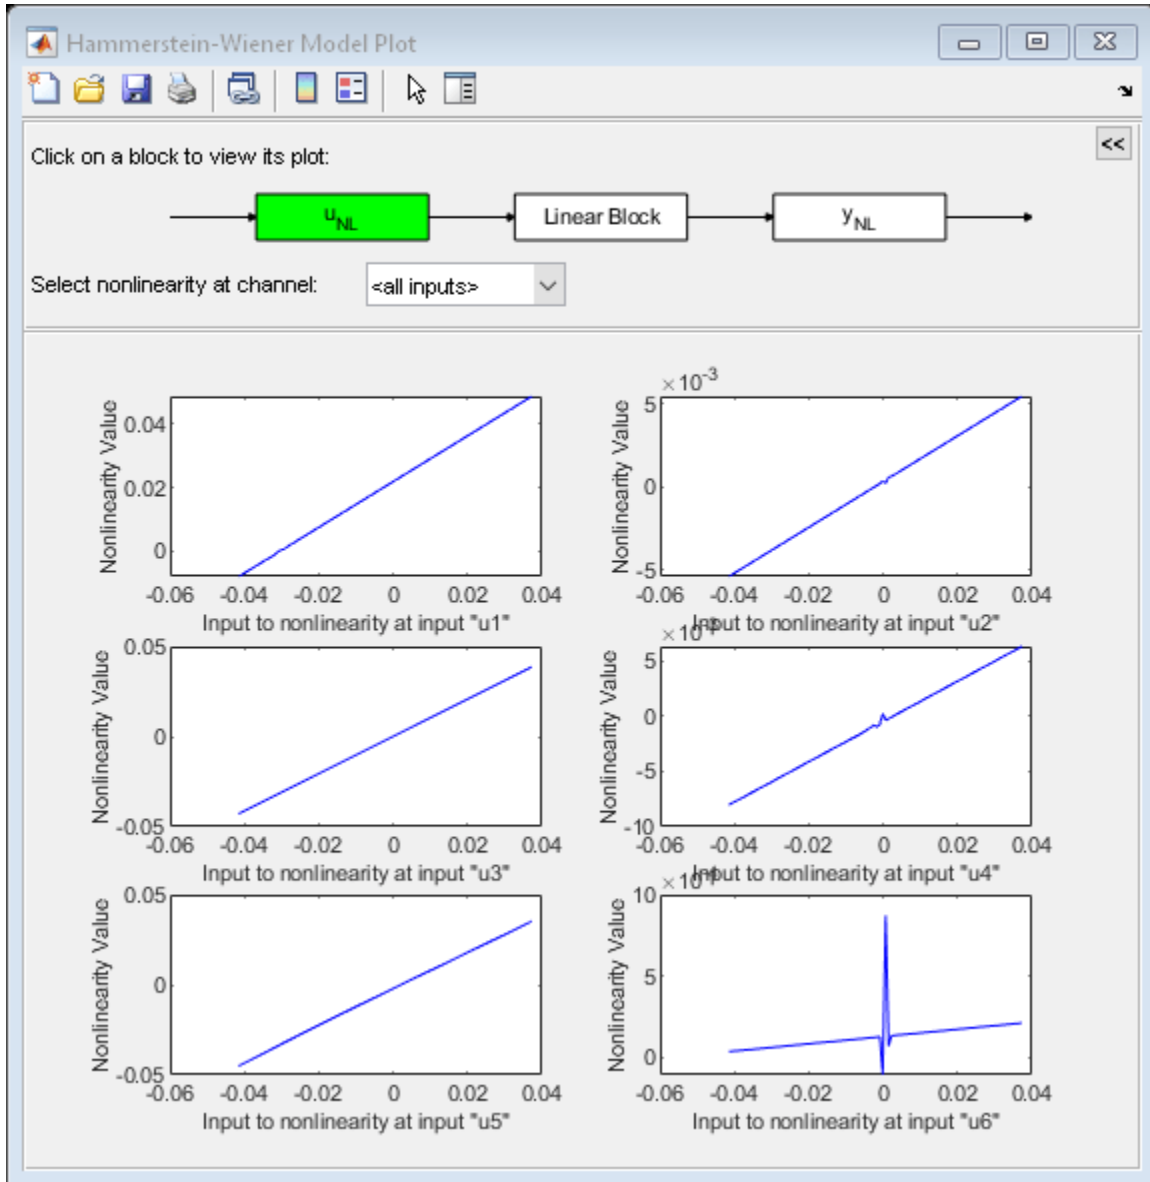 Hammerstein-Wiener Model Plot
<<
Click on a block to view its plot:
uNL Linear Block yNL
Select nonlinearity at channel: <all inputs>
×10-3
Nonlinearity Value
0.04
0.02
0
-0.06 -0.04 -0.02 0 0.02 0.04
Input to nonlinearity at input "u1"
Nonlinearity Value
5
0
-5
-0.06 -0.04 -0.02 0 0.02 0.04
Input to nonlinearity at input "u2"
Nonlinearity Value
0.05
0
-0.05
-0.06 -0.04 -0.02 0 0.02 0.04
Input to nonlinearity at input "u3"
Nonlinearity Value
5
0
-5
-10
-0.06 -0.04 -0.02 0 0.02 0.04
Input to nonlinearity at input "u4"
Nonlinearity Value
0.05
0
-0.05
-0.06 -0.04 -0.02 0 0.02 0.04
Input to nonlinearity at input "u5"
Nonlinearity Value
10
5
0
-0.06 -0.04 -0.02 0 0.02 0.04
Input to nonlinearity at input "u6"